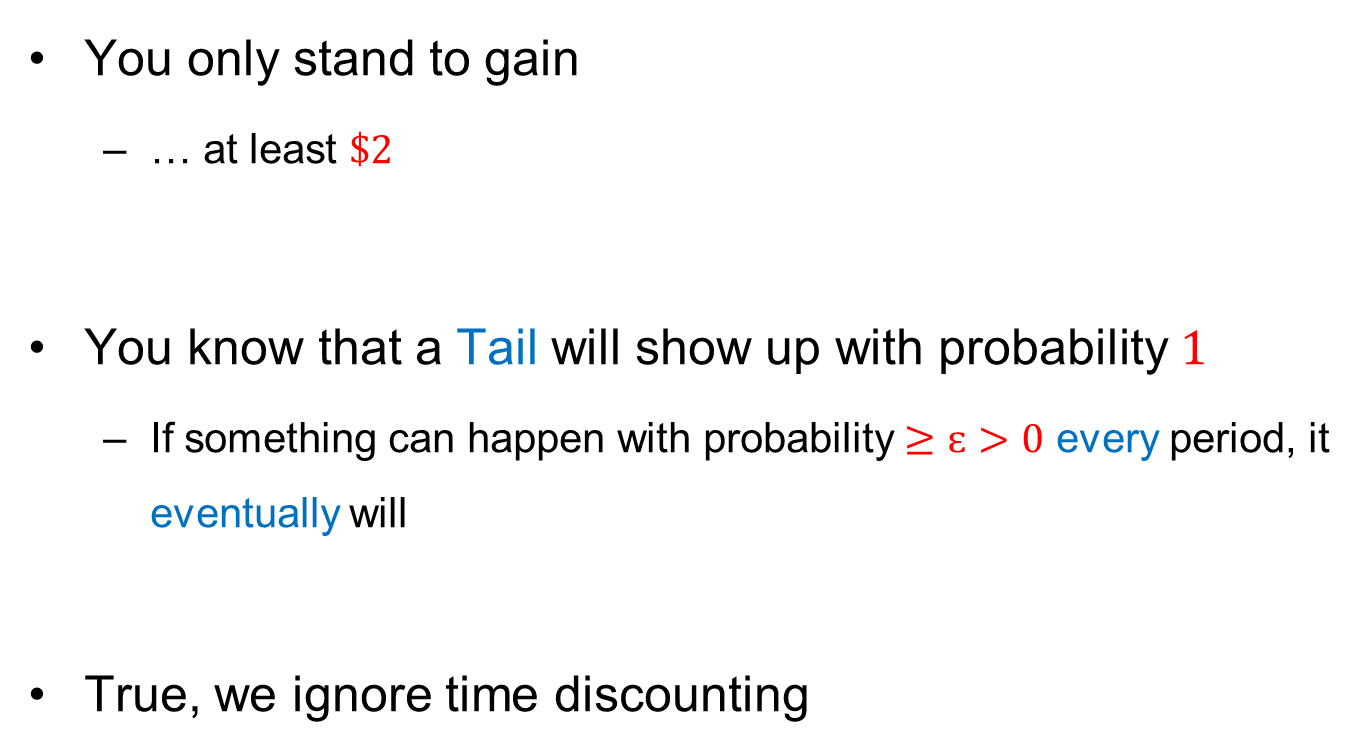 • You only stand to gain
– … at least $2
• You know that a Tail will show up with probability 1
– If something can happen with probability ≥ ε > 0 every period, it
eventually will
• True, we ignore time discounting